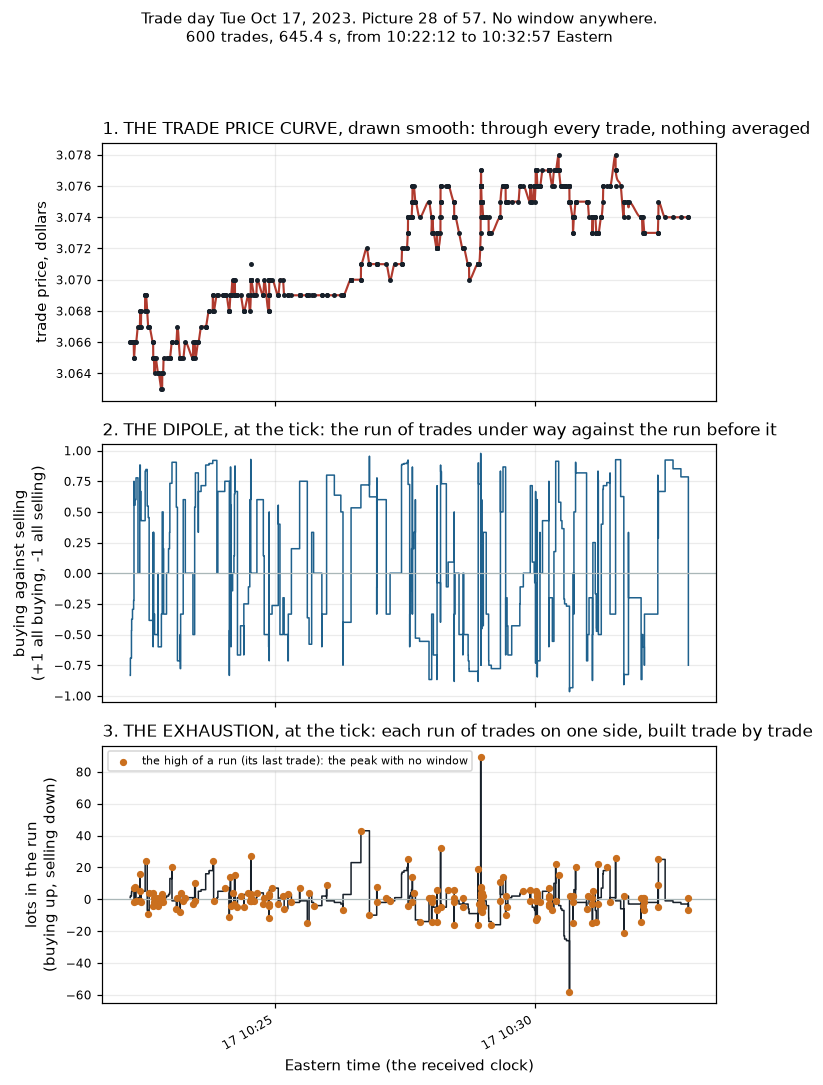 Trade day Tue Oct 17, 2023. Picture 28 of 57. No window anywhere.
600 trades, 645.4 s, from 10:22:12 to 10:32:57 Eastern
1. THE TRADE PRICE CURVE, drawn smooth: through every trade, nothing averaged
3.078
3.076
3.074
3.072
3.070
3.068
3.066
3.064
trade price, dollars
2. THE DIPOLE, at the tick: the run of trades under way against the run before it
1.00
0.75
0.50
0.25
0.00
−0.25
−0.50
−0.75
−1.00
buying against selling
(+1 all buying, -1 all selling)
3. THE EXHAUSTION, at the tick: each run of trades on one side, built trade by trade
the high of a run (its last trade): the peak with no window
80
60
40
20
0
−20
−40
−60
lots in the run
(buying up, selling down)
17 10:25
17 10:30
Eastern time (the received clock)